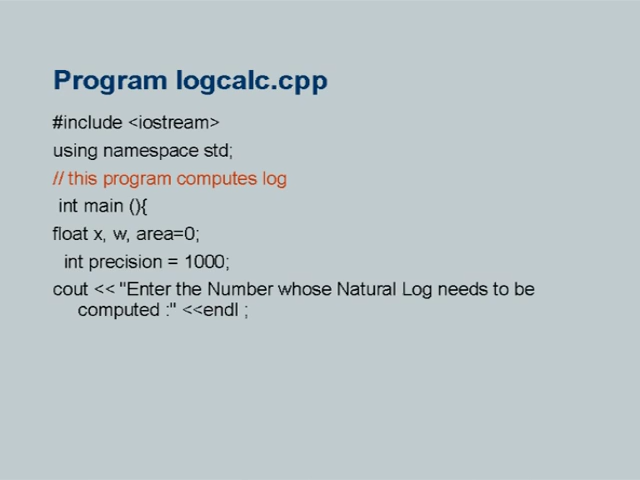 Program logcalc.cpp
#include <iostream>
using namespace std;
// this program computes log
int main (){
float x, w, area=0;
int precision = 1000;
cout << "Enter the Number whose Natural Log needs to be
computed :" <<endl ;